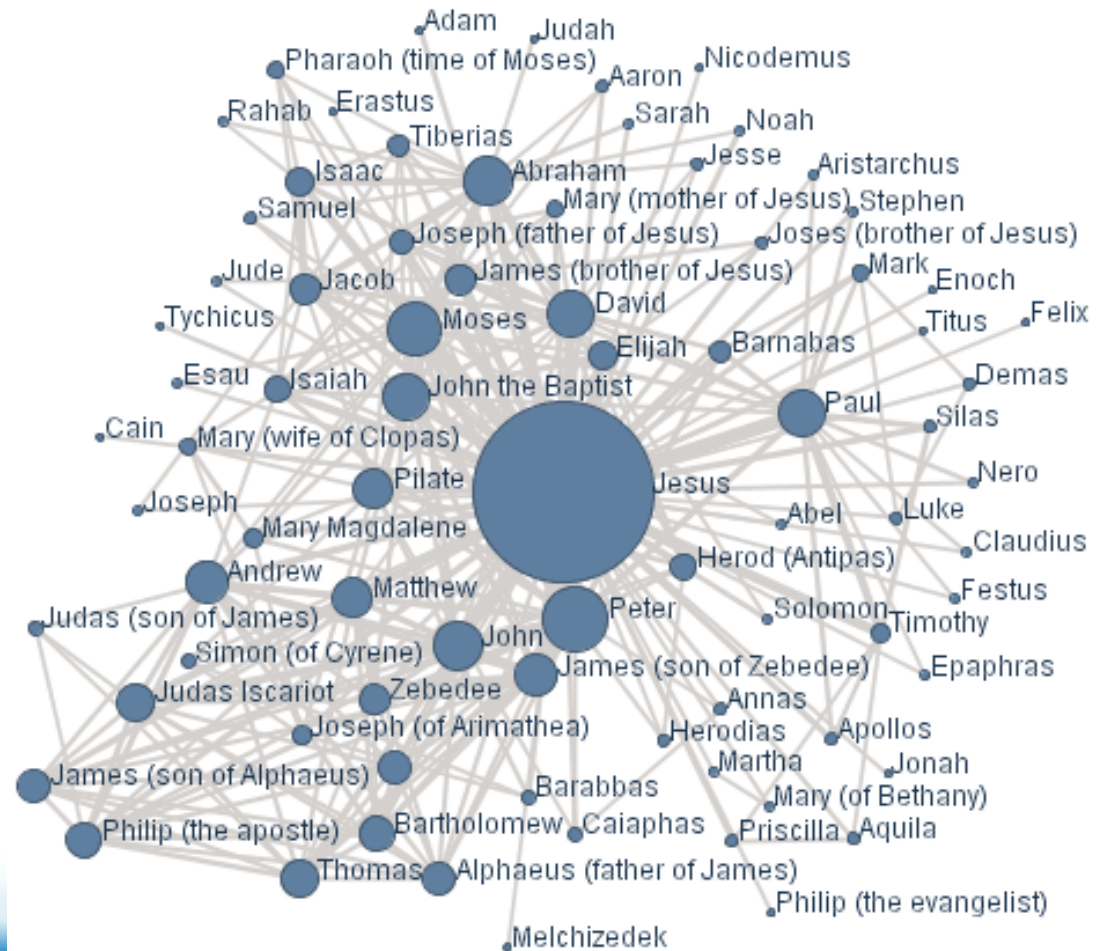 Adam
Judah
Pharaoh (time of Moses)
Nicodemus
Aaron
Rahab
Erastus
Sarah
Noah
Tiberias
Isaac
Abraham
Jesse
Aristarchus
Samuel
Mary (mother of Jesus)
Stephen
Joseph (father of Jesus)
Joses (brother of Jesus)
Jude
Jacob
James (brother of Jesus)
Mark
Enoch
Tychicus
Moses
David
Titus
Felix
Elijah
Barnabas
Esau
Isaiah
John the Baptist
Demas
Paul
Silas
Cain
Mary (wife of Clopas)
Pilate
Jesus
Nero
Joseph
Abel
Luke
Mary Magdalene
Claudius
Herod (Antipas)
Andrew
Matthew
Festus
Judas (son of James)
Peter
Solomon
Timothy
Simon (of Cyrene)
John
James (son of Zebedee)
Epaphras
Judas Iscariot
Zebedee
Annas
Joseph (of Arimathea)
Herodias
Apollos
James (son of Alphaeus)
Martha
Jonah
Barabbas
Mary (of Bethany)
Philip (the apostle)
Bartholomew
Caiaphas
Priscilla
Aquila
Thomas
Alphaeus (father of James)
Philip (the evangelist)
Melchizedek